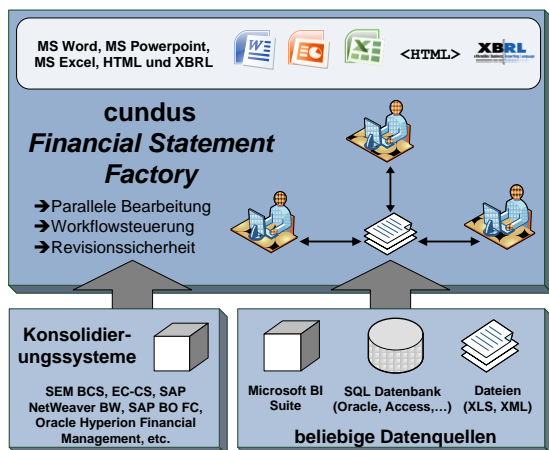 MS Word, MS Powerpoint,
MS Excel, HTML und XBRL
<HTML>
XBRL
cundus
Financial Statement
Factory
➔Parallele Bearbeitung
➔Workflowsteuerung
➔Revisionssicherheit
Konsolidier-
ungssysteme
SEM BCS, EC-CS, SAP
NetWeaver BW, SAP BO FC,
Oracle Hyperion Financial
Management, etc.
Microsoft BI
Suite
SQL Datenbank
(Oracle, Access,…)
Dateien
(XLS, XML)
beliebige Datenquellen